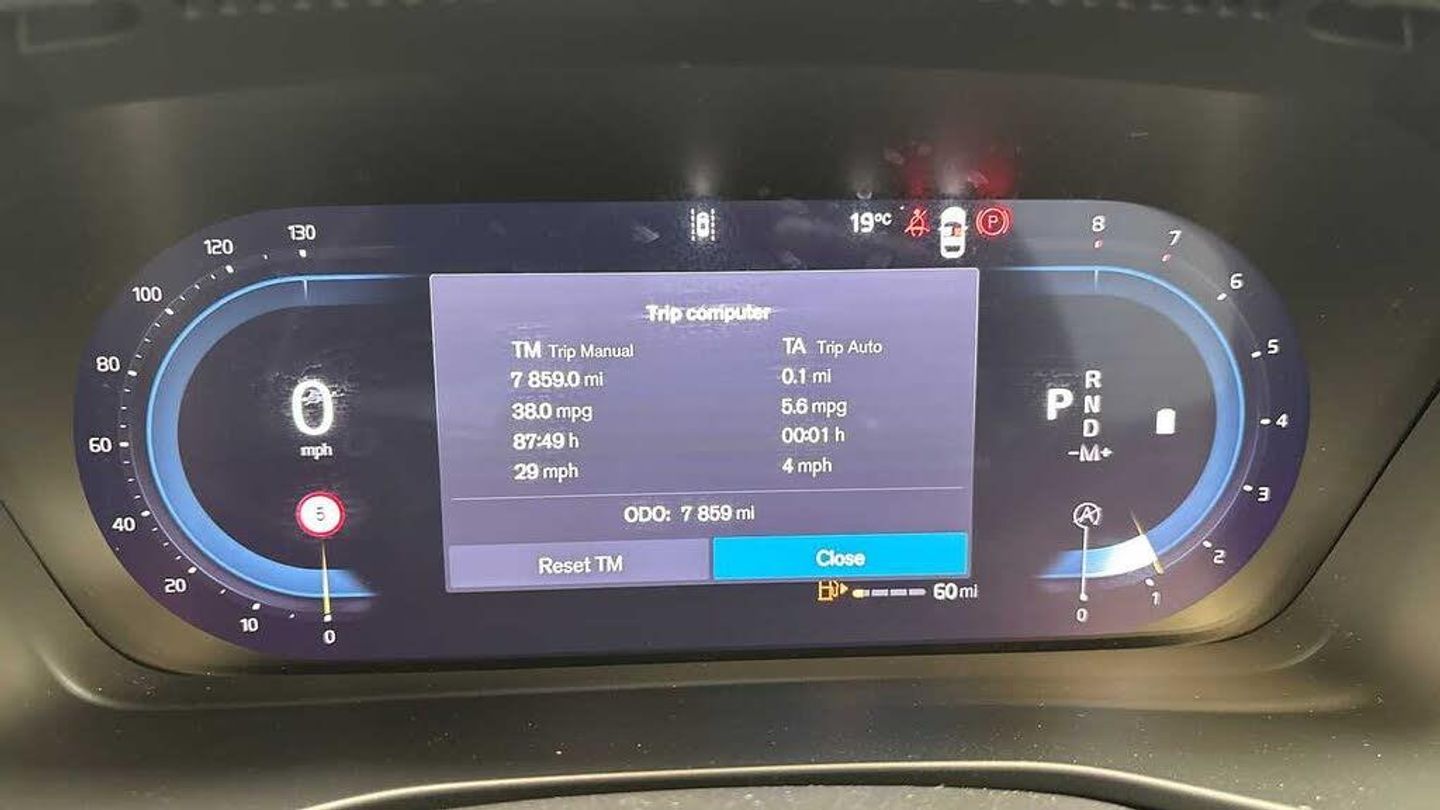 130
120
100
80
60
40
20
10
0
0
mph
5
19°C
P
Trip computer
TM Trip Manual
7 859.0 mi
38.0 mpg
87:49 h
29 mph
TA Trip Auto
0.1 mi
5.6 mpg
00:01 h
4 mph
ODO: 7 859 mi
Reset TM
Close
60 mi
P
R
N
D
-M+
A
8
7
6
5
4
3
2
1
0